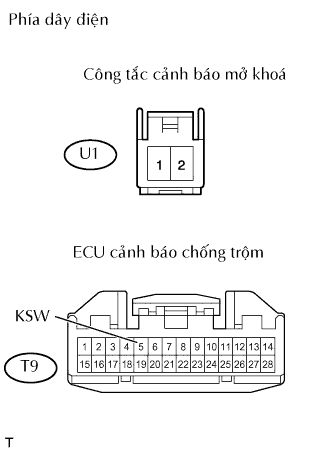 Phía dây điện
Công tắc cảnh báo mở khoá
U1
1 2
ECU cảnh báo chống trộm
KSW
T9
1 2 3 4 5 6 7 8 9 10 11 12 13 14
15 16 17 18 19 20 21 22 23 24 25 26 27 28
T